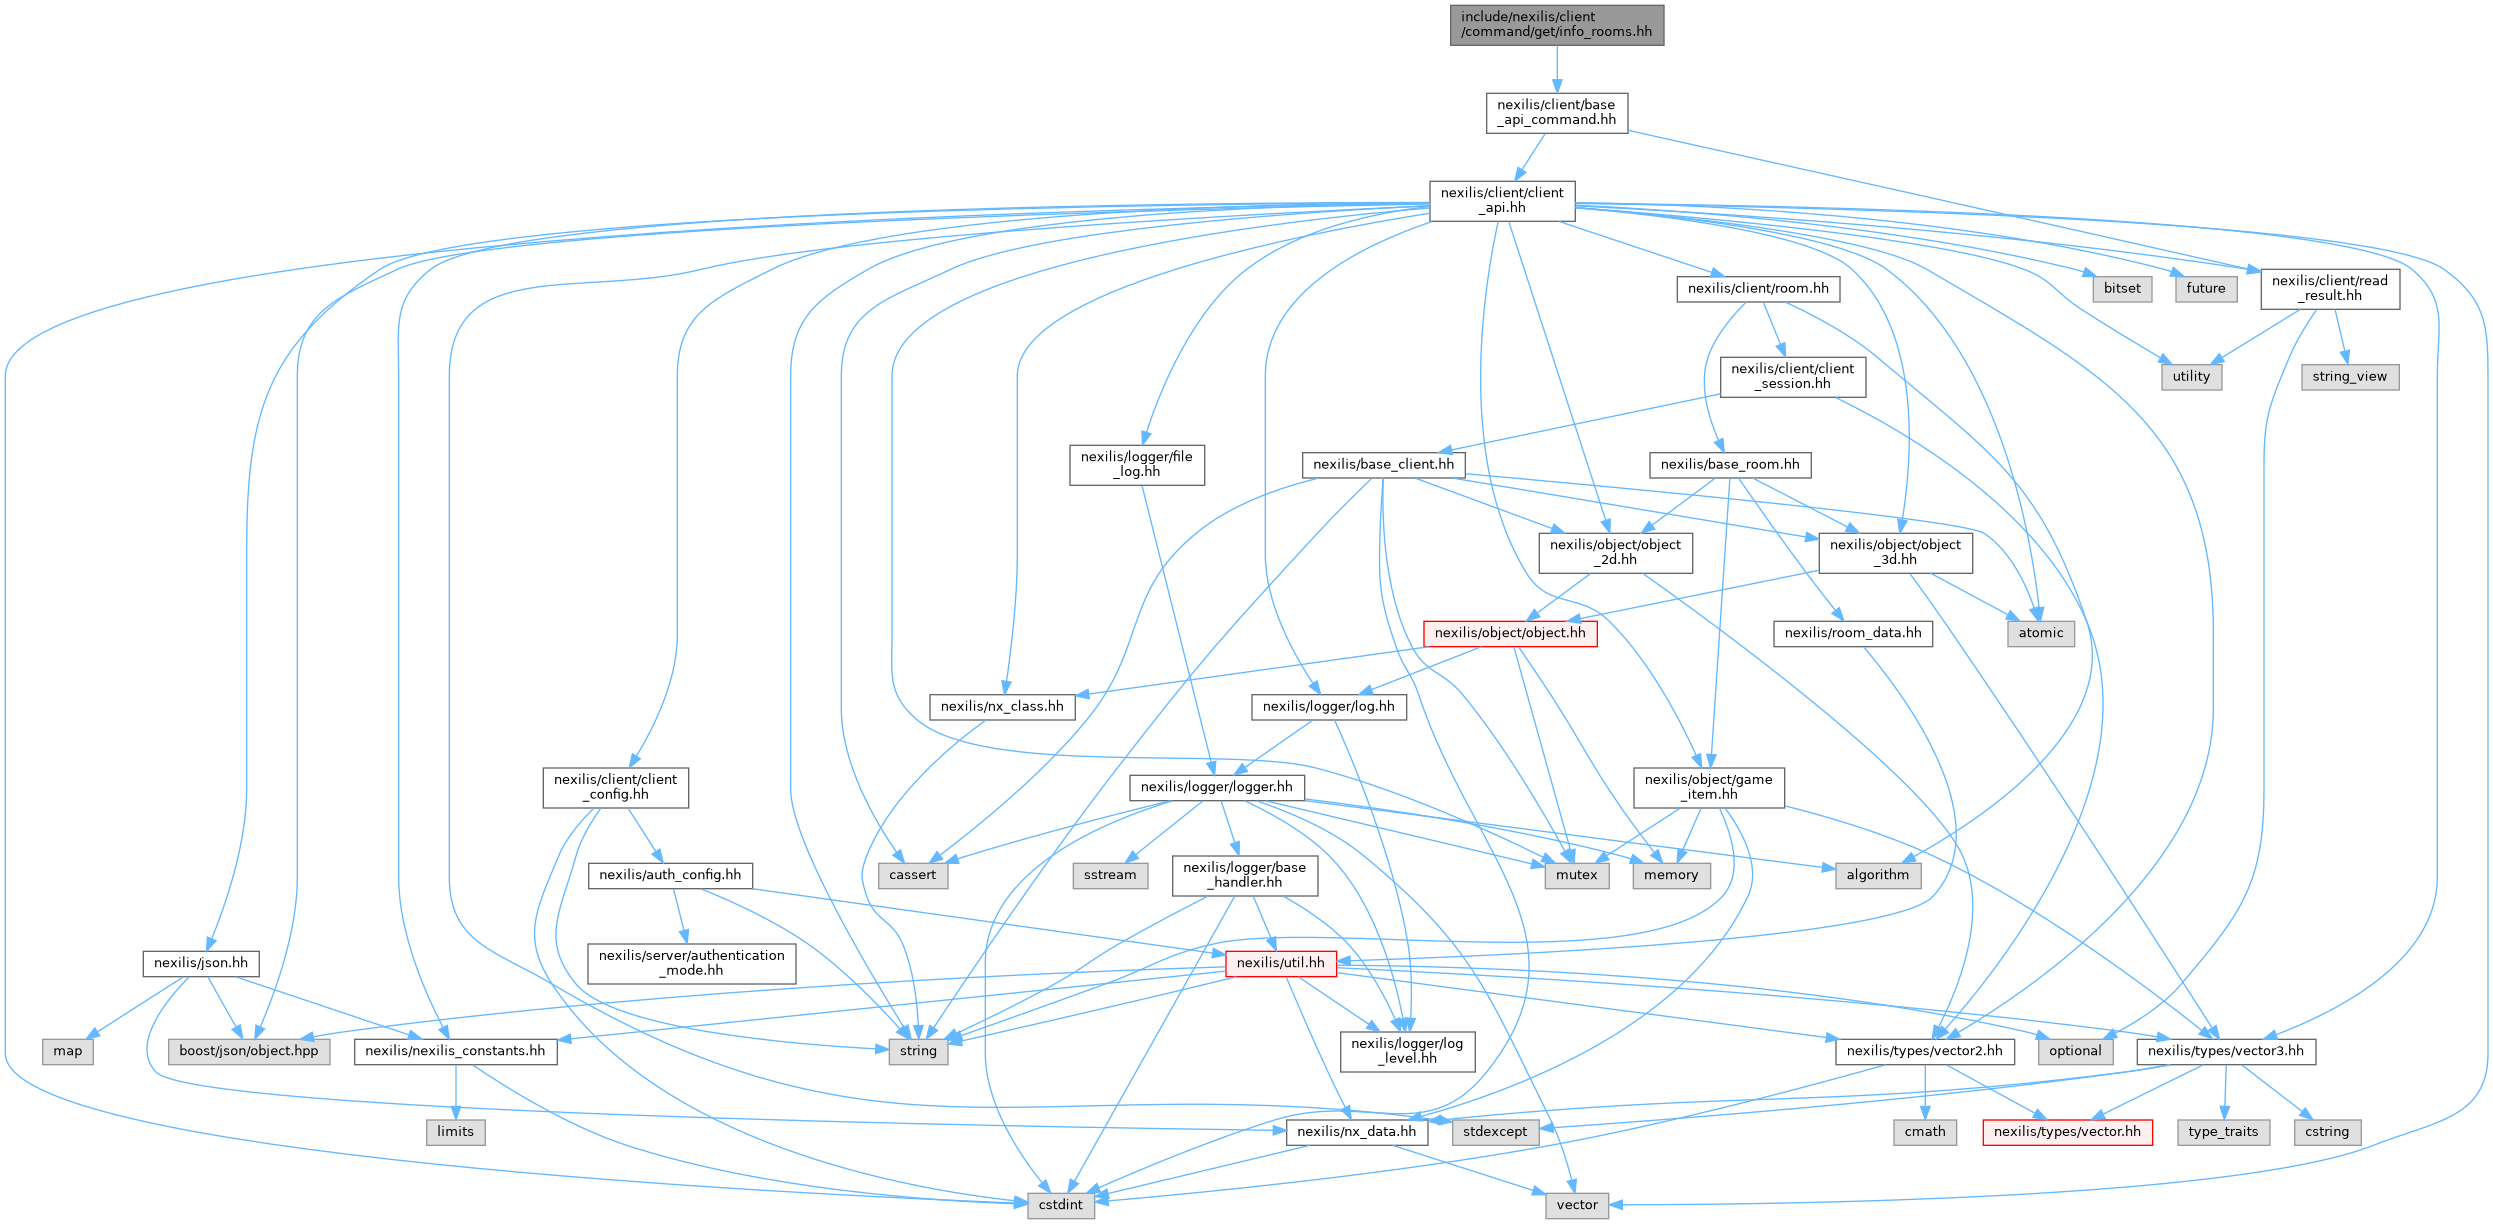 include/nexilis/client
/command/get/info_rooms.hh
nexilis/client/base
_api_command.hh
nexilis/client/client
_api.hh
nexilis/client/room.hh
bitset
future
nexilis/client/read
_result.hh
nexilis/client/client
_session.hh
utility
string_view
nexilis/logger/file
_log.hh
nexilis/base_client.hh
nexilis/base_room.hh
nexilis/object/object
_2d.hh
nexilis/object/object
_3d.hh
nexilis/object/object.hh
nexilis/room_data.hh
atomic
nexilis/nx_class.hh
nexilis/logger/log.hh
nexilis/client/client
_config.hh
nexilis/logger/logger.hh
nexilis/object/game
_item.hh
nexilis/auth_config.hh
cassert
sstream
nexilis/logger/base
_handler.hh
mutex
memory
algorithm
nexilis/json.hh
nexilis/server/authentication
_mode.hh
nexilis/util.hh
map
boost/json/object.hpp
nexilis/nexilis_constants.hh
string
nexilis/logger/log
_level.hh
nexilis/types/vector2.hh
optional
nexilis/types/vector3.hh
limits
nexilis/nx_data.hh
stdexcept
cmath
nexilis/types/vector.hh
type_traits
cstring
cstdint
vector